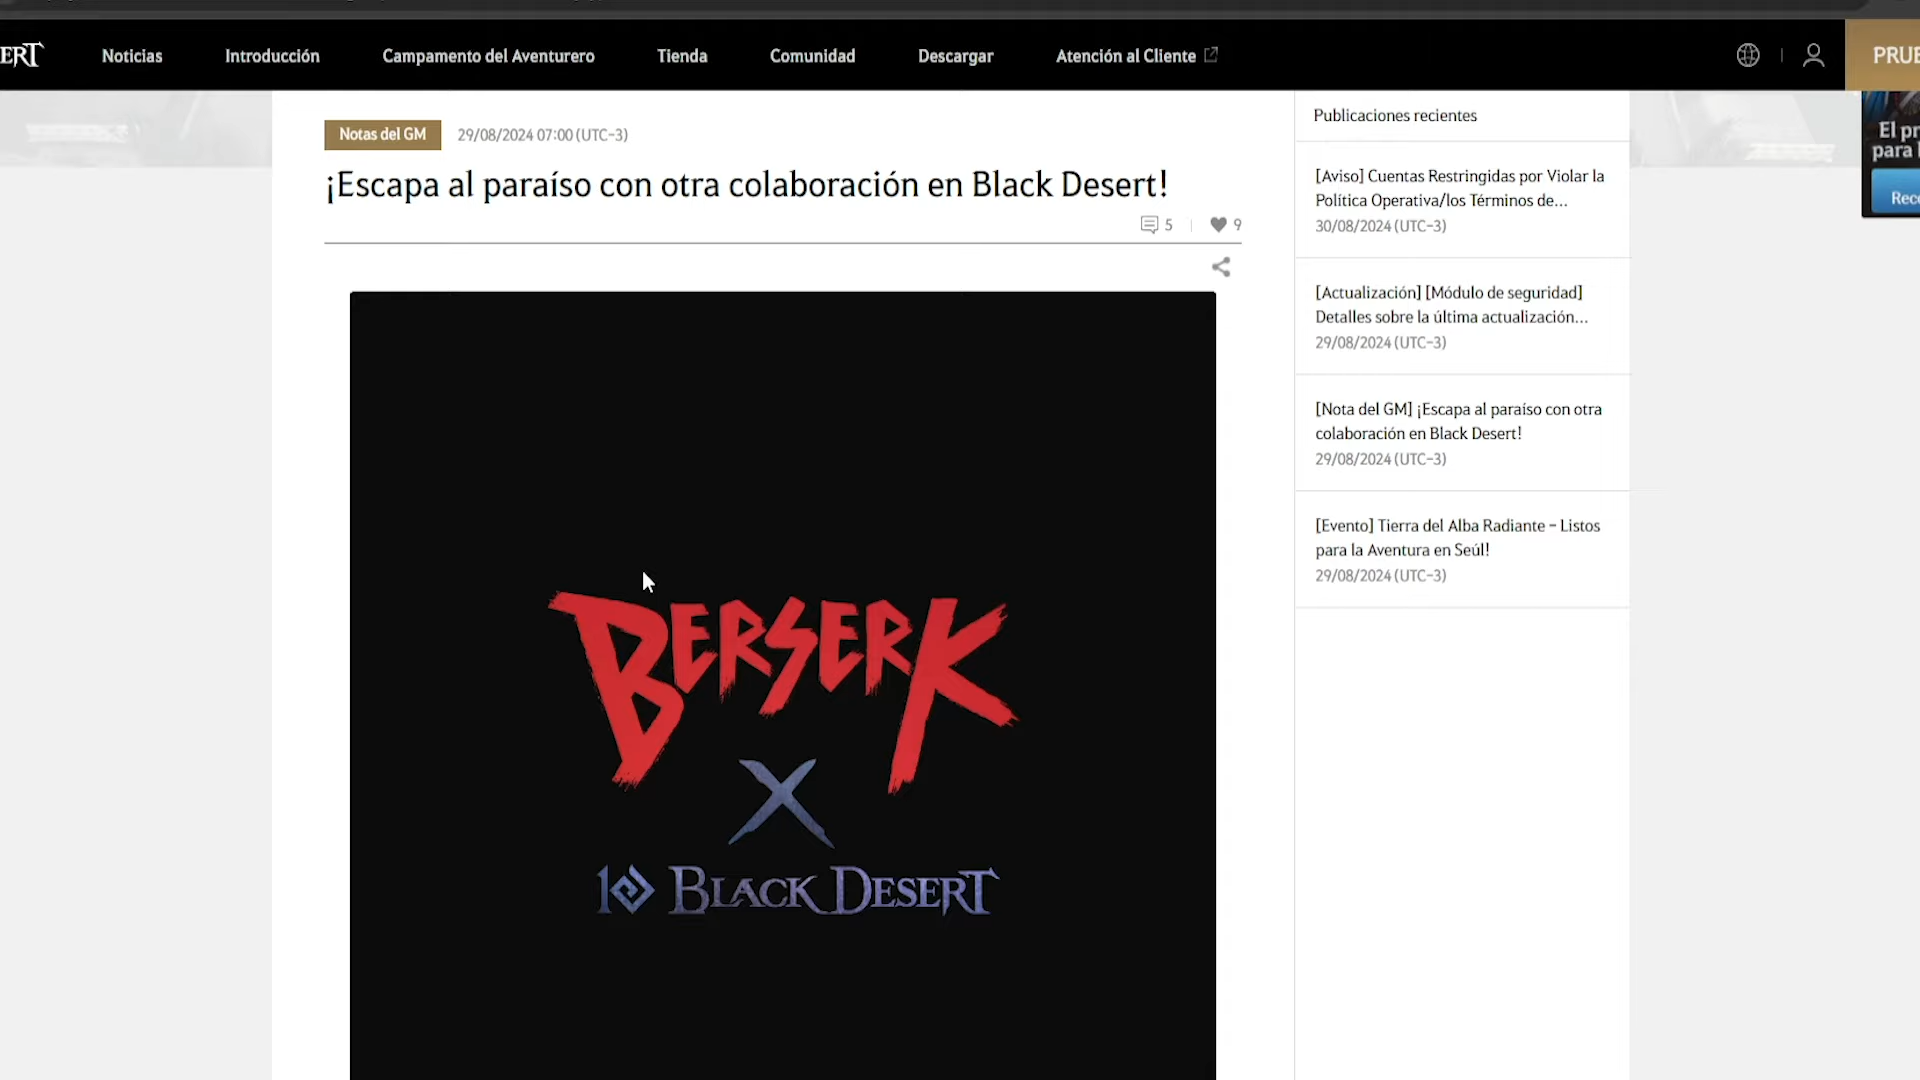 ERT
Noticias
Introducción
Campamento del Aventurero
Tienda
Comunidad
Descargar
Atención al Cliente
PRUE
Notas del GM
29/08/2024 07:00 (UTC-3)
¡Escapa al paraíso con otra colaboración en Black Desert!
5
9
BERSERK
X
10 BLACK DESERT
Publicaciones recientes
[Aviso] Cuentas Restringidas por Violar la
Política Operativa/los Términos de...
30/08/2024 (UTC-3)
[Actualización] [Módulo de seguridad]
Detalles sobre la última actualización...
29/08/2024 (UTC-3)
[Nota del GM] ¡Escapa al paraíso con otra
colaboración en Black Desert!
29/08/2024 (UTC-3)
[Evento] Tierra del Alba Radiante - Listos
para la Aventura en Seúl!
29/08/2024 (UTC-3)
El pr
para l
Rec